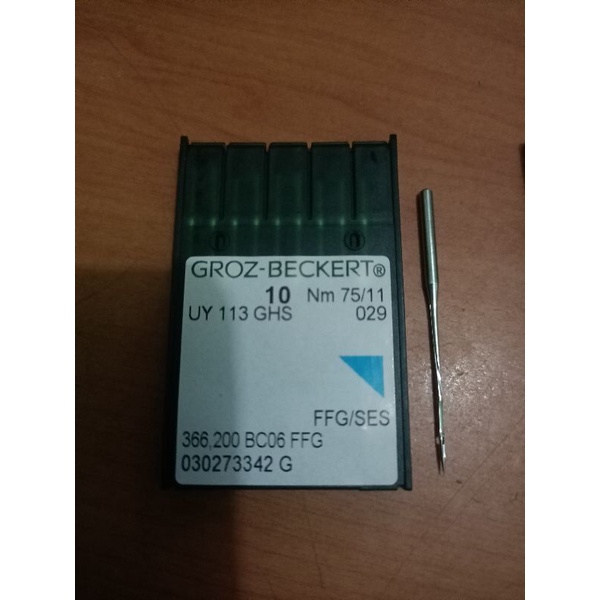 GROZ-BECKERT®
10 Nm 75/11
UY 113 GHS 029
FFG/SES
366,200 BC06 FFG
030273342 G